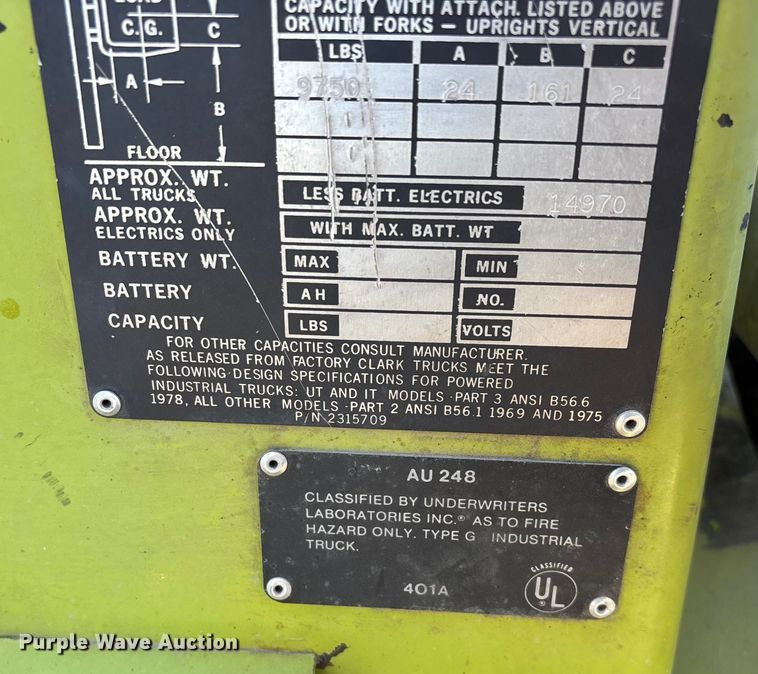 CAPACITY WITH ATTACH. LISTED ABOVE
OR WITH FORKS - UPRIGHTS VERTICAL
LOAD
C.G.
C
A
B
FLOOR
LBS A B C
9750 24 161 24
APPROX. WT.
ALL TRUCKS
LESS BATT. ELECTRICS 14970
APPROX. WT.
ELECTRICS ONLY
WITH MAX. BATT. WT
BATTERY WT. MAX MIN
BATTERY AH NO.
CAPACITY LBS VOLTS
FOR OTHER CAPACITIES CONSULT MANUFACTURER.
AS RELEASED FROM FACTORY CLARK TRUCKS MEET THE
FOLLOWING DESIGN SPECIFICATIONS FOR POWERED
INDUSTRIAL TRUCKS: UT AND IT MODELS - PART 3 ANSI B56.6
1978, ALL OTHER MODELS - PART 2 ANSI B56.1 1969 AND 1975
P/N 2315709
AU 248
CLASSIFIED BY UNDERWRITERS
LABORATORIES INC.® AS TO FIRE
HAZARD ONLY. TYPE G INDUSTRIAL
TRUCK.
401A
CLASSIFIED
UL
®
Purple Wave Auction